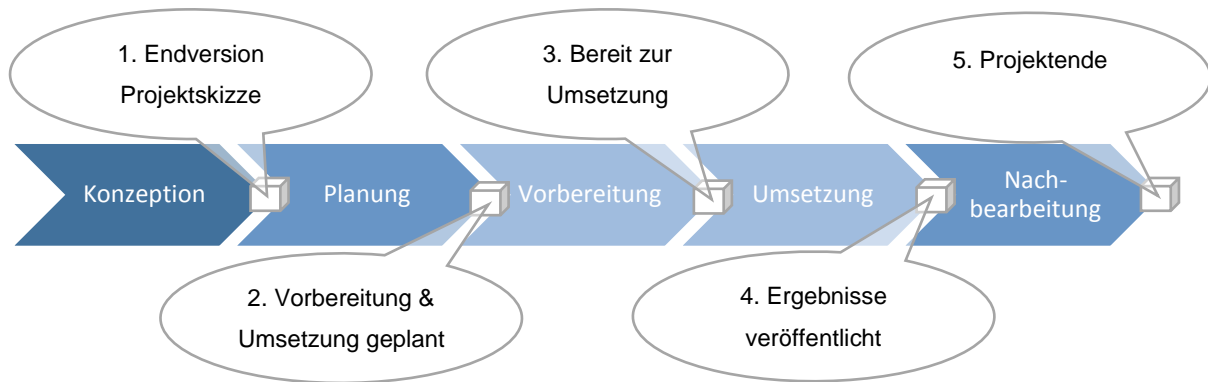 1. Endversion
Projektskizze
3. Bereit zur
Umsetzung
5. Projektende
Konzeption
Planung
Vorbereitung
Umsetzung
Nach-
bearbeitung
2. Vorbereitung &
Umsetzung geplant
4. Ergebnisse
veröffentlicht